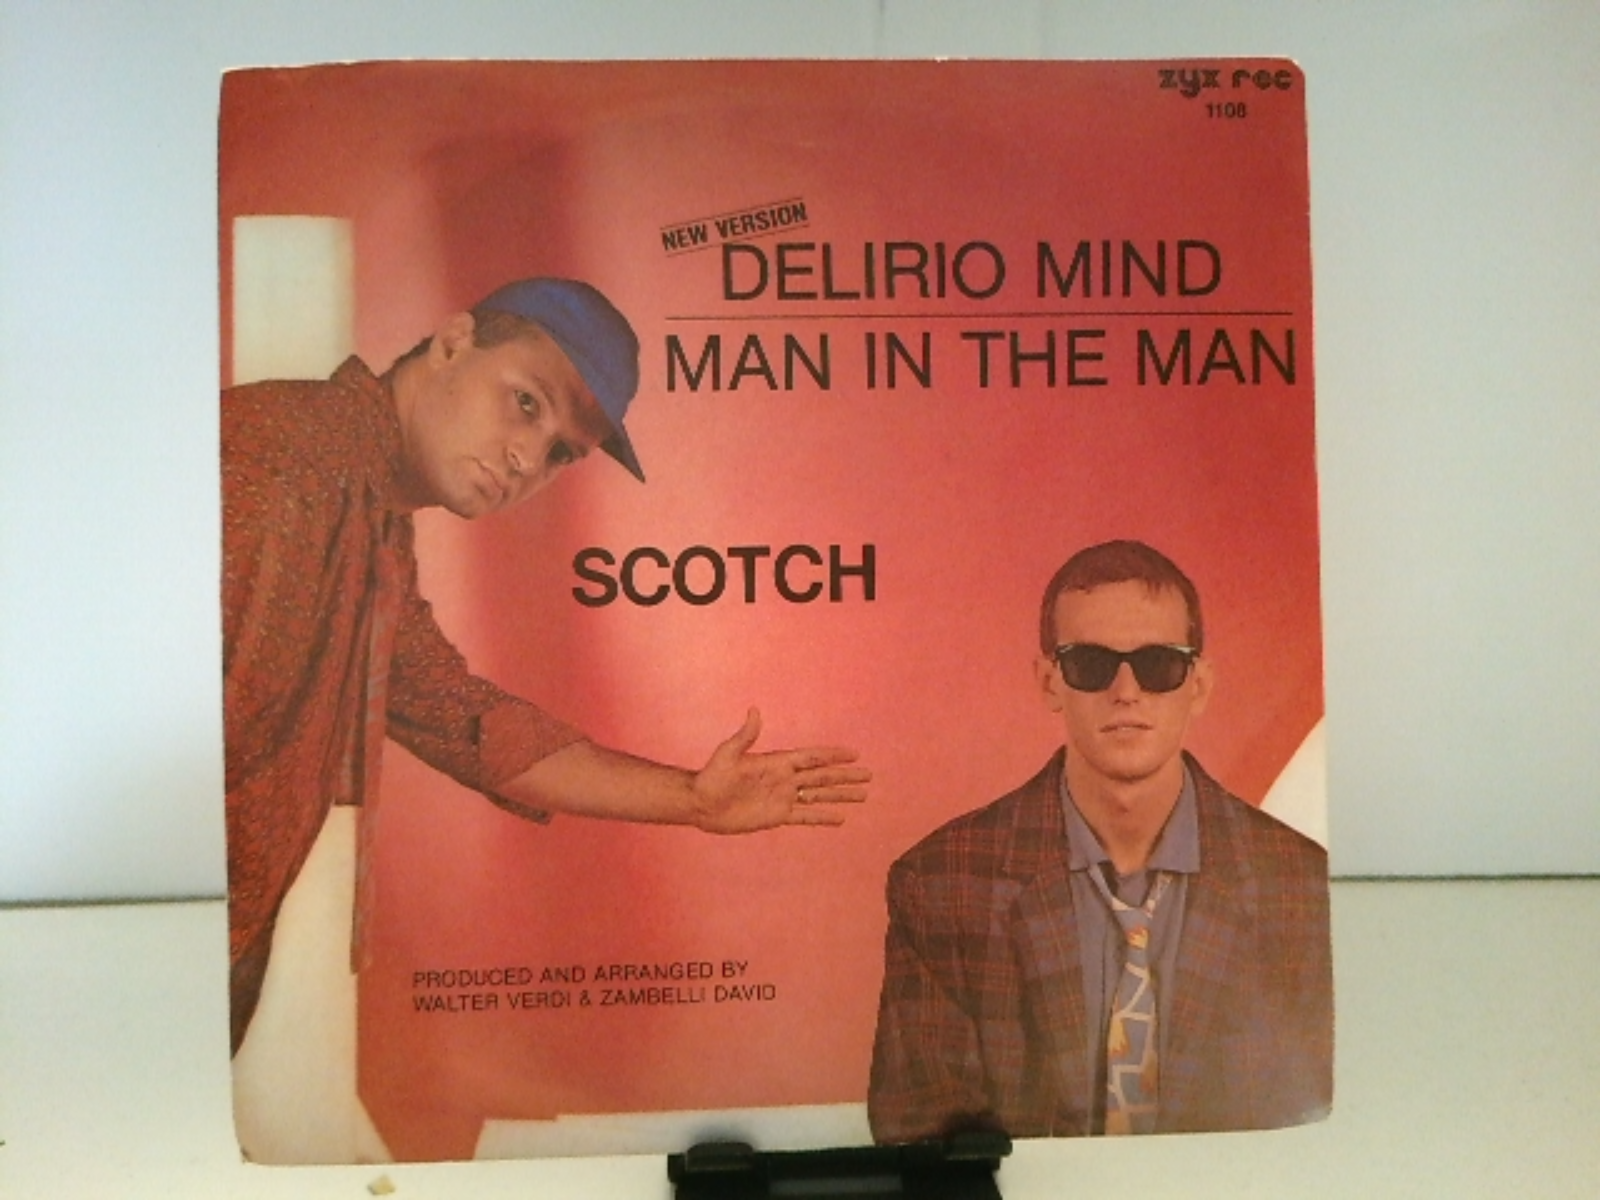 zyx rec
1108
NEW VERSION
DELIRIO MIND
MAN IN THE MAN
SCOTCH
PRODUCED AND ARRANGED BY
WALTER VERDI & ZAMBELLI DAVID